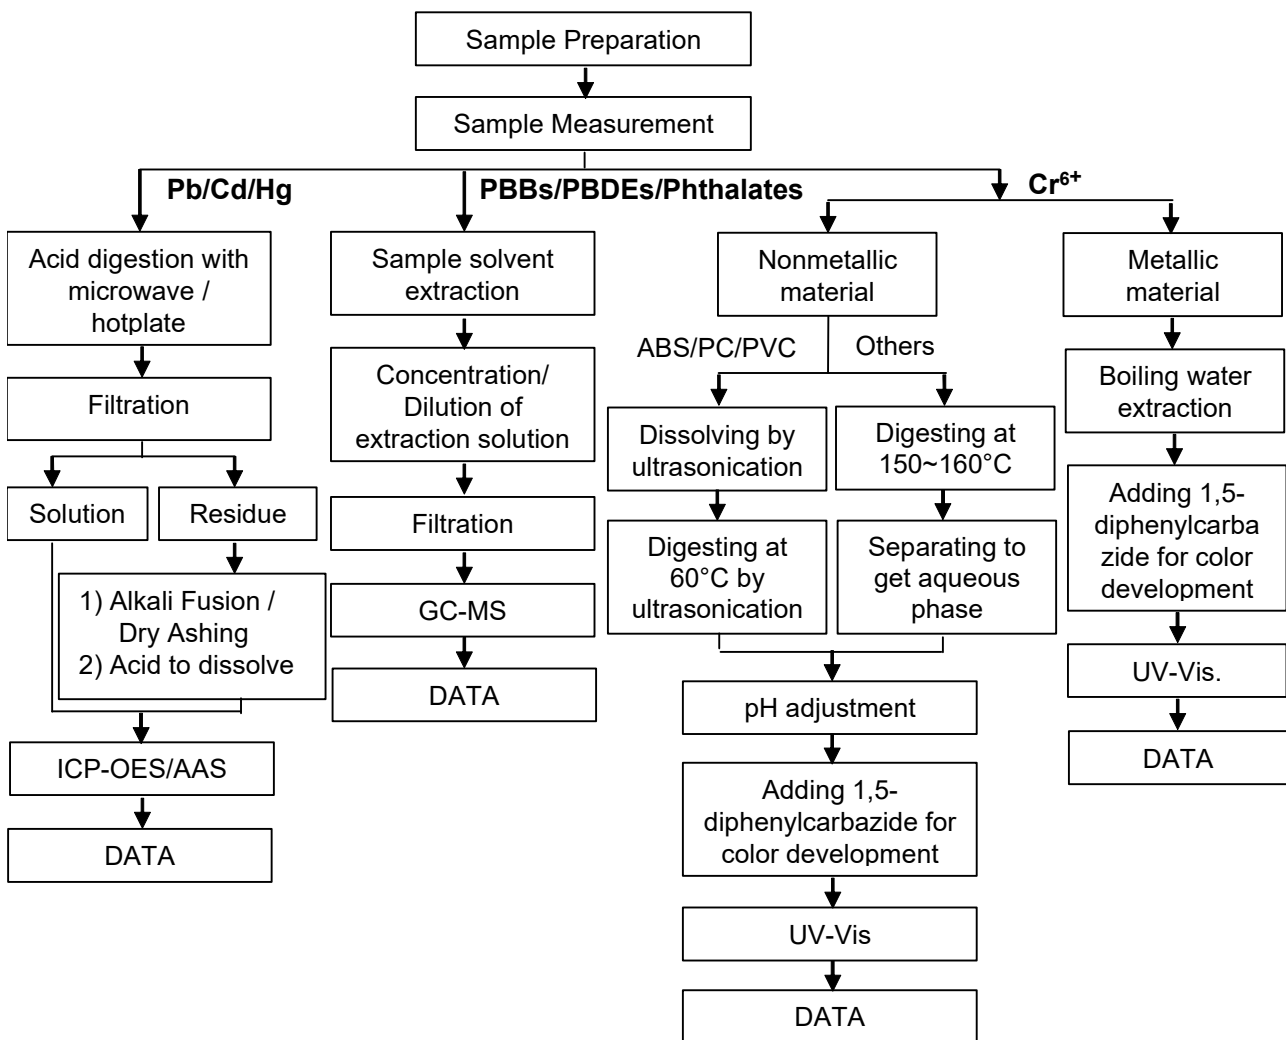 Sample Preparation
Sample Measurement
Pb/Cd/Hg
PBBs/PBDEs/Phthalates
Cr⁶⁺
Acid digestion with
microwave /
hotplate
Filtration
Solution
Residue
1) Alkali Fusion /
Dry Ashing
2) Acid to dissolve
ICP-OES/AAS
DATA
Sample solvent
extraction
Concentration/
Dilution of
extraction solution
Filtration
GC-MS
DATA
Nonmetallic
material
ABS/PC/PVC
Others
Dissolving by
ultrasonication
Digesting at
60°C by
ultrasonication
Digesting at
150~160°C
Separating to
get aqueous
phase
pH adjustment
Adding 1,5-
diphenylcarbazide for
color development
UV-Vis
DATA
Metallic
material
Boiling water
extraction
Adding 1,5-
diphenylcarba
zide for color
development
UV-Vis.
DATA